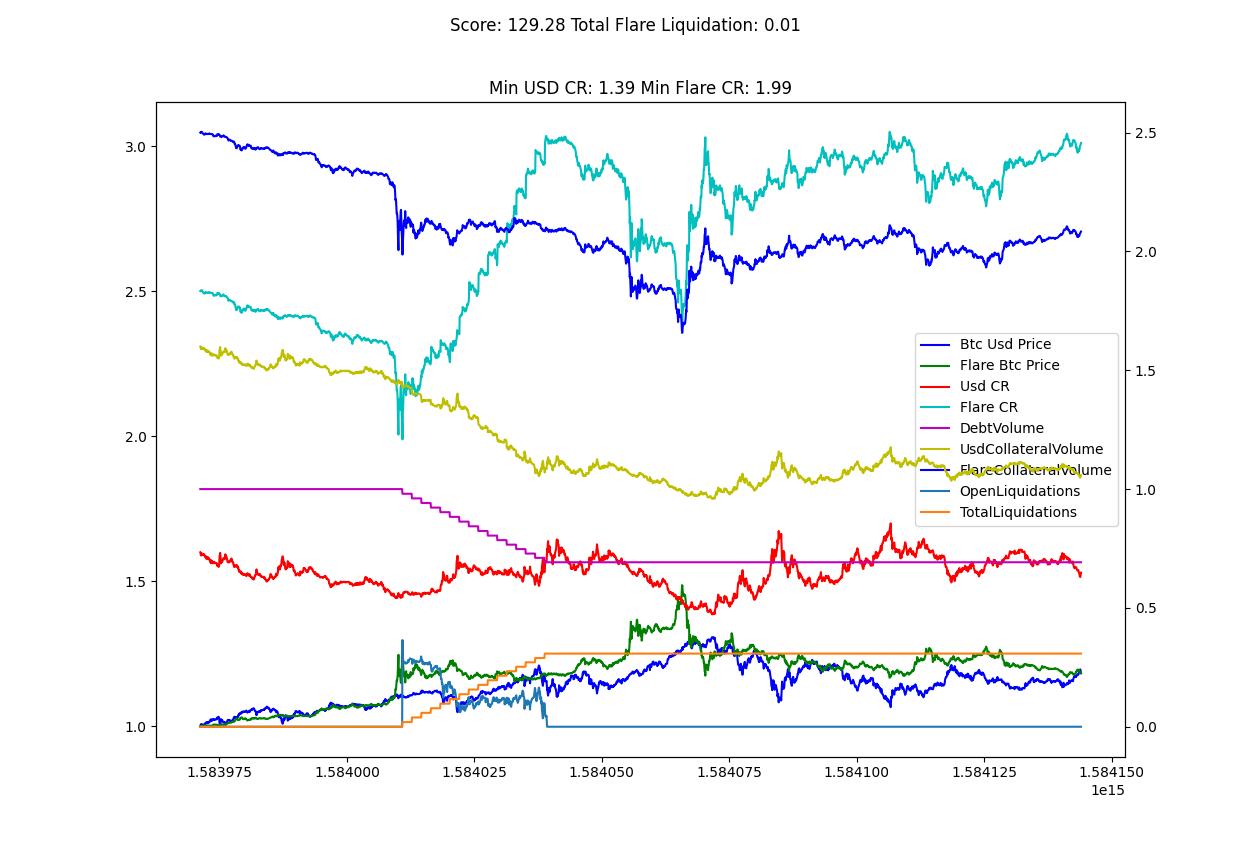 Score: 129.28 Total Flare Liquidation: 0.01
Min USD CR: 1.39 Min Flare CR: 1.99
3.0
2.5
2.0
1.5
1.0
2.5
2.0
1.5
1.0
0.5
0.0
Btc Usd Price
Flare Btc Price
Usd CR
Flare CR
DebtVolume
UsdCollateralVolume
FlareCollateralVolume
OpenLiquidations
TotalLiquidations
1.583975 1.584000 1.584025 1.584050 1.584075 1.584100 1.584125 1.584150
1e15